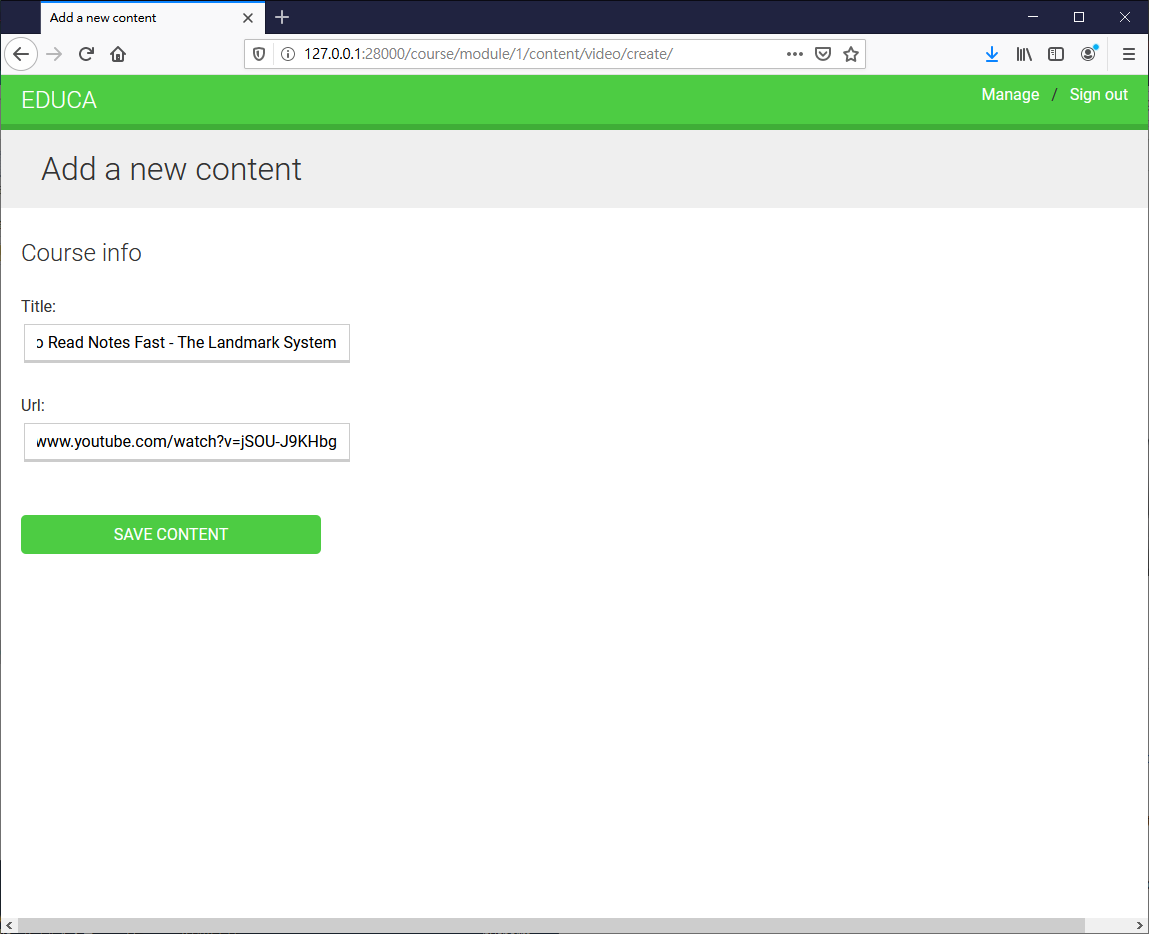 Add a new content
127.0.0.1:28000/course/module/1/content/video/create/
EDUCA
Manage / Sign out
Add a new content
Course info
Title:
o Read Notes Fast - The Landmark System
Url:
www.youtube.com/watch?v=jSOU-J9KHbg
SAVE CONTENT